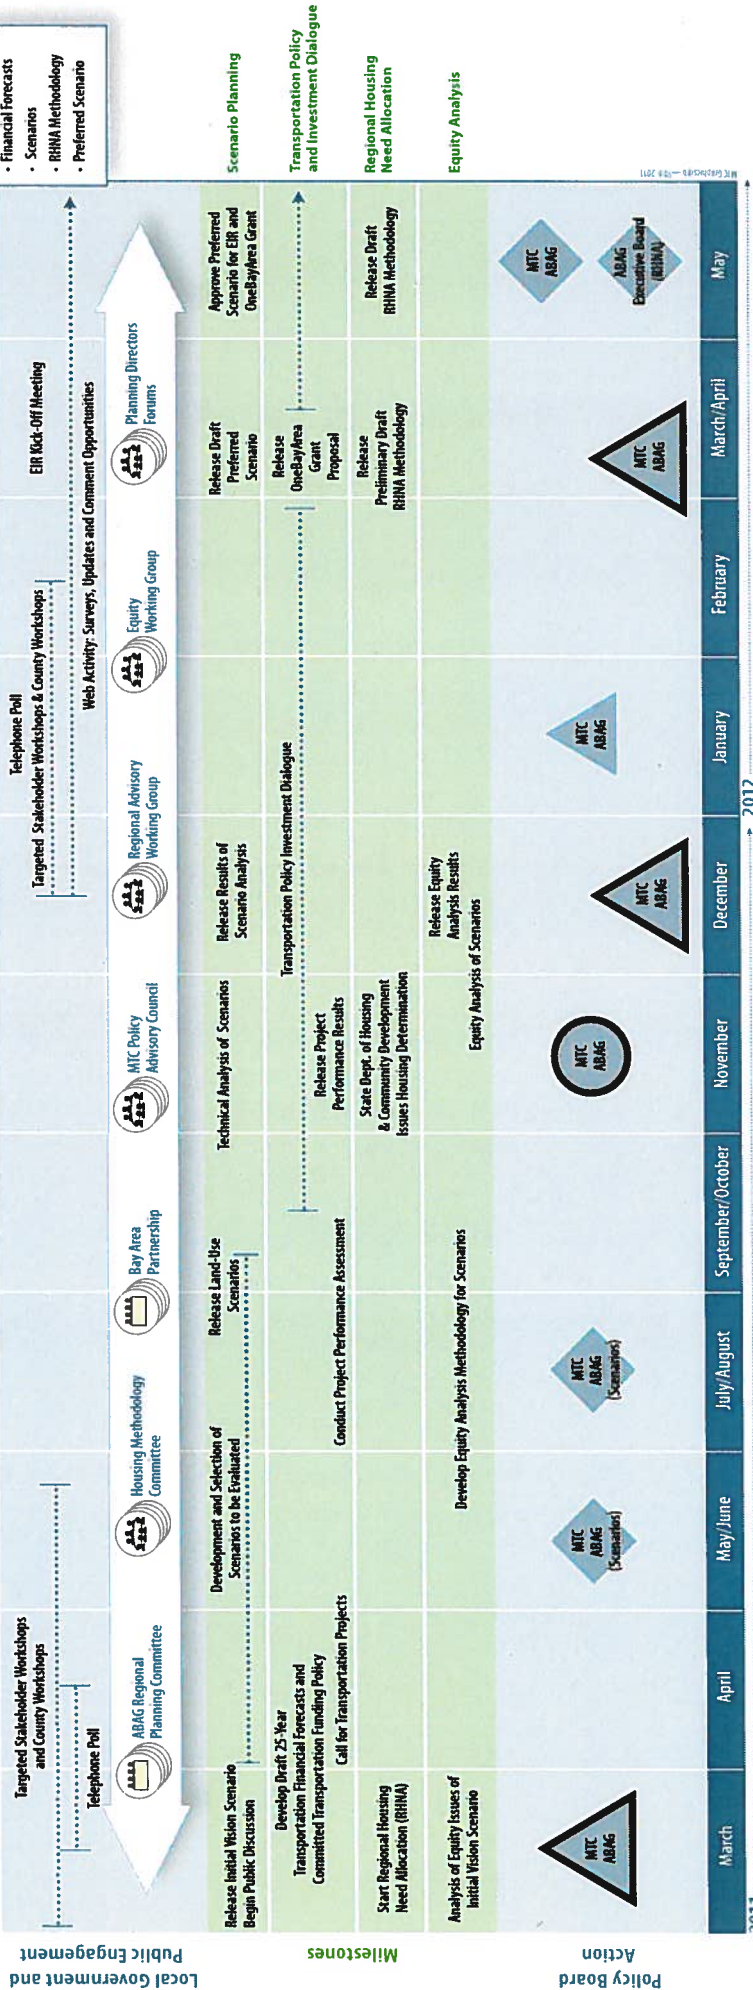 • Financial Forecasts
• Scenarios
• RHNA Methodology
• Preferred Scenario
Local Government and
Public Engagement
Targeted Stakeholder Workshops
and County Workshops
Telephone Poll
Telephone Poll
Targeted Stakeholder Workshops & County Workshops
EIR Kick-Off Meeting
Web Activity: Surveys, Updates and Comment Opportunities
ABAG Regional
Planning Committee
Housing Methodology
Committee
Bay Area
Partnership
MTC Policy
Advisory Council
Regional Advisory
Working Group
Equity
Working Group
Planning Directors
Forums
Milestones
Release Initial Vision Scenario
Begin Public Discussion
Development and Selection of
Scenarios to be Evaluated
Release Land-Use
Scenarios
Technical Analysis of Scenarios
Release Results of
Scenario Analysis
Release Draft
Preferred
Scenario
Approve Preferred
Scenario for EIR and
OneBayArea Grant
Scenario Planning
Develop Draft 25-Year
Transportation Financial Forecasts and
Committed Transportation Funding Policy
Call for Transportation Projects
Conduct Project Performance Assessment
Release Project
Performance Results
Transportation Policy Investment Dialogue
Release
OneBayArea
Grant
Proposal
Transportation Policy
and Investment Dialogue
Start Regional Housing
Need Allocation (RHNA)
State Dept. of Housing
& Community Development
Issues Housing Determination
Release
Preliminary Draft
RHNA Methodology
Release Draft
RHNA Methodology
Regional Housing
Need Allocation
Analysis of Equity Issues of
Initial Vision Scenario
Develop Equity Analysis Methodology for Scenarios
Equity Analysis of Scenarios
Release Equity
Analysis Results
Equity Analysis
Policy Board
Action
MTC
ABAG
MTC
ABAG
(Scenarios)
MTC
ABAG
(Scenarios)
MTC
ABAG
MTC
ABAG
MTC
ABAG
MTC
ABAG
MTC
ABAG
ABAG
Executive Board
(RHNA)
March
April
May/June
July/August
September/October
November
December
January
February
March/April
May
2011
2012